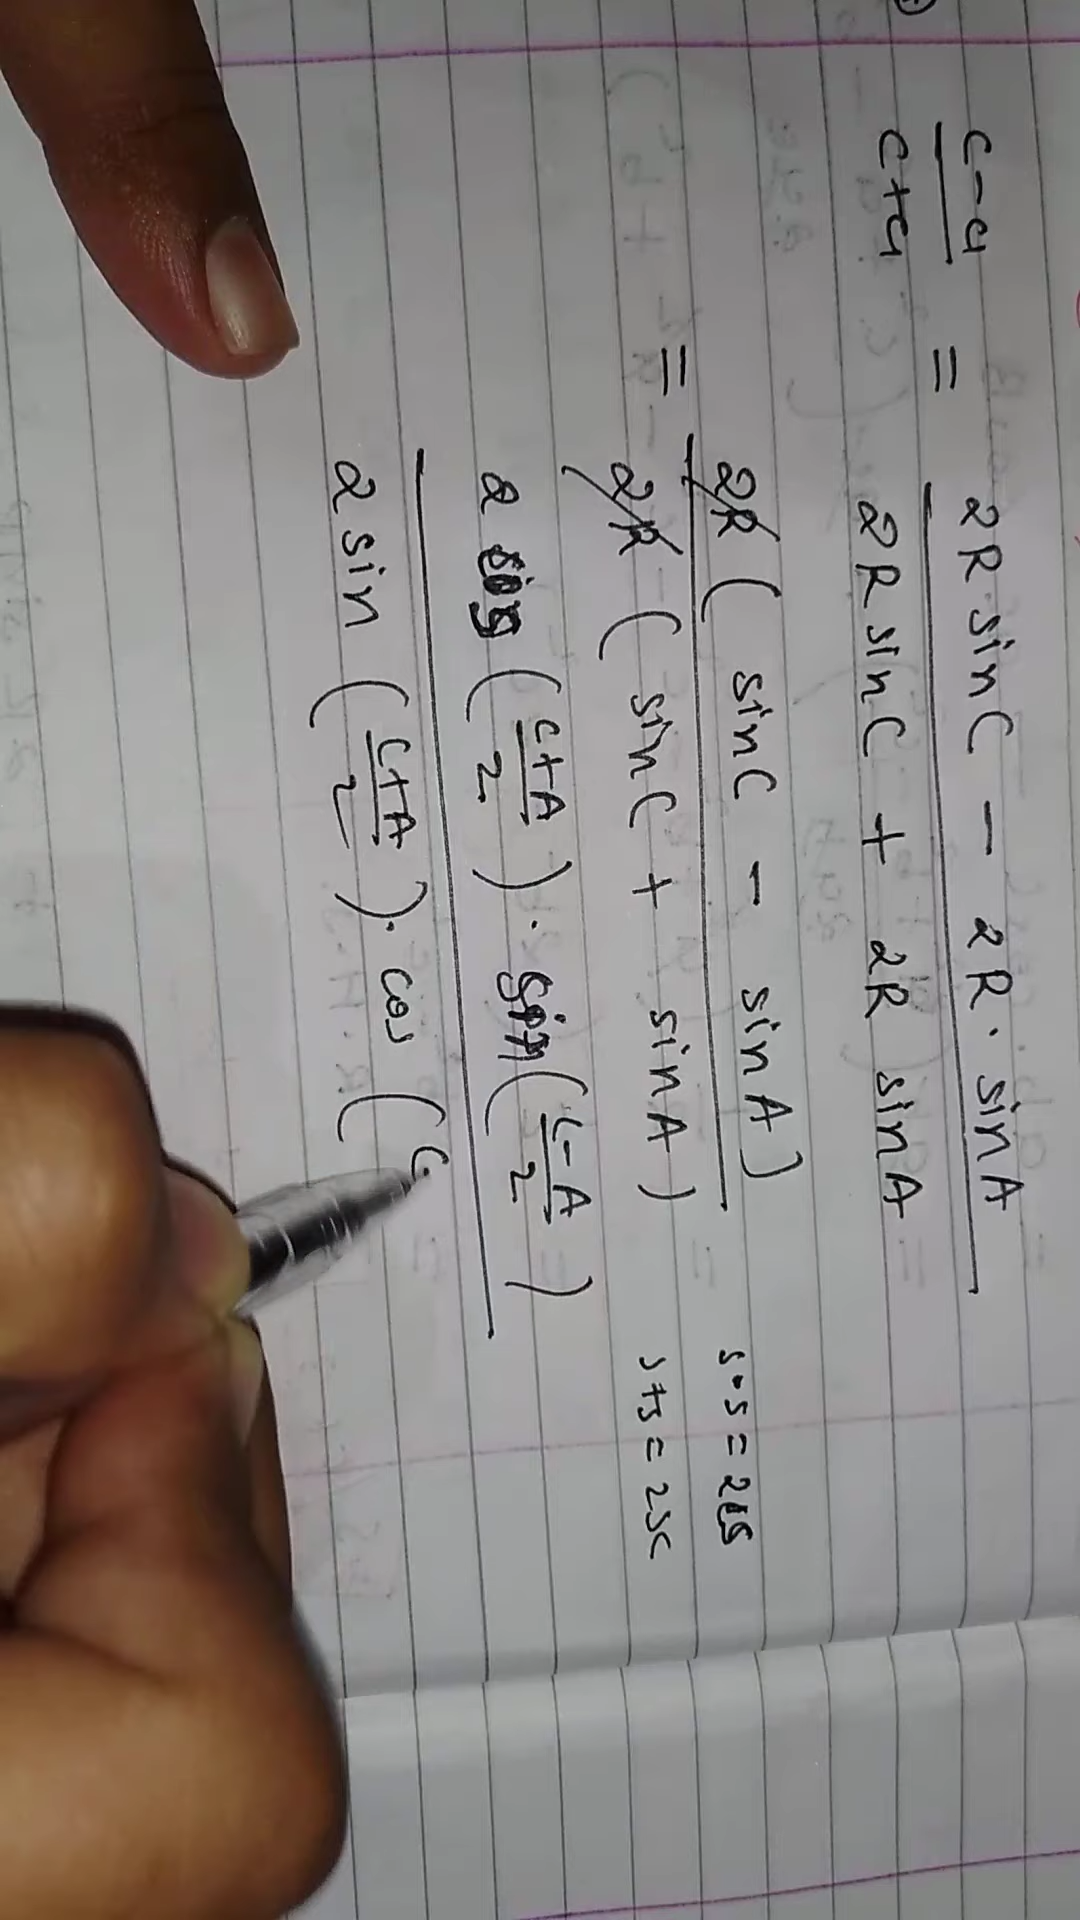 c-a = 2R·sinC - 2R·sinA
c+a 2R sinC + 2R sinA
= 2R ( sinC - sinA ) s-s = 2cs
2R ( sinC + sinA ) s+s = 2sc
2 cos ( C+A / 2 ) · sin ( C-A / 2 )
2 sin ( C+A / 2 ) · cos ( C